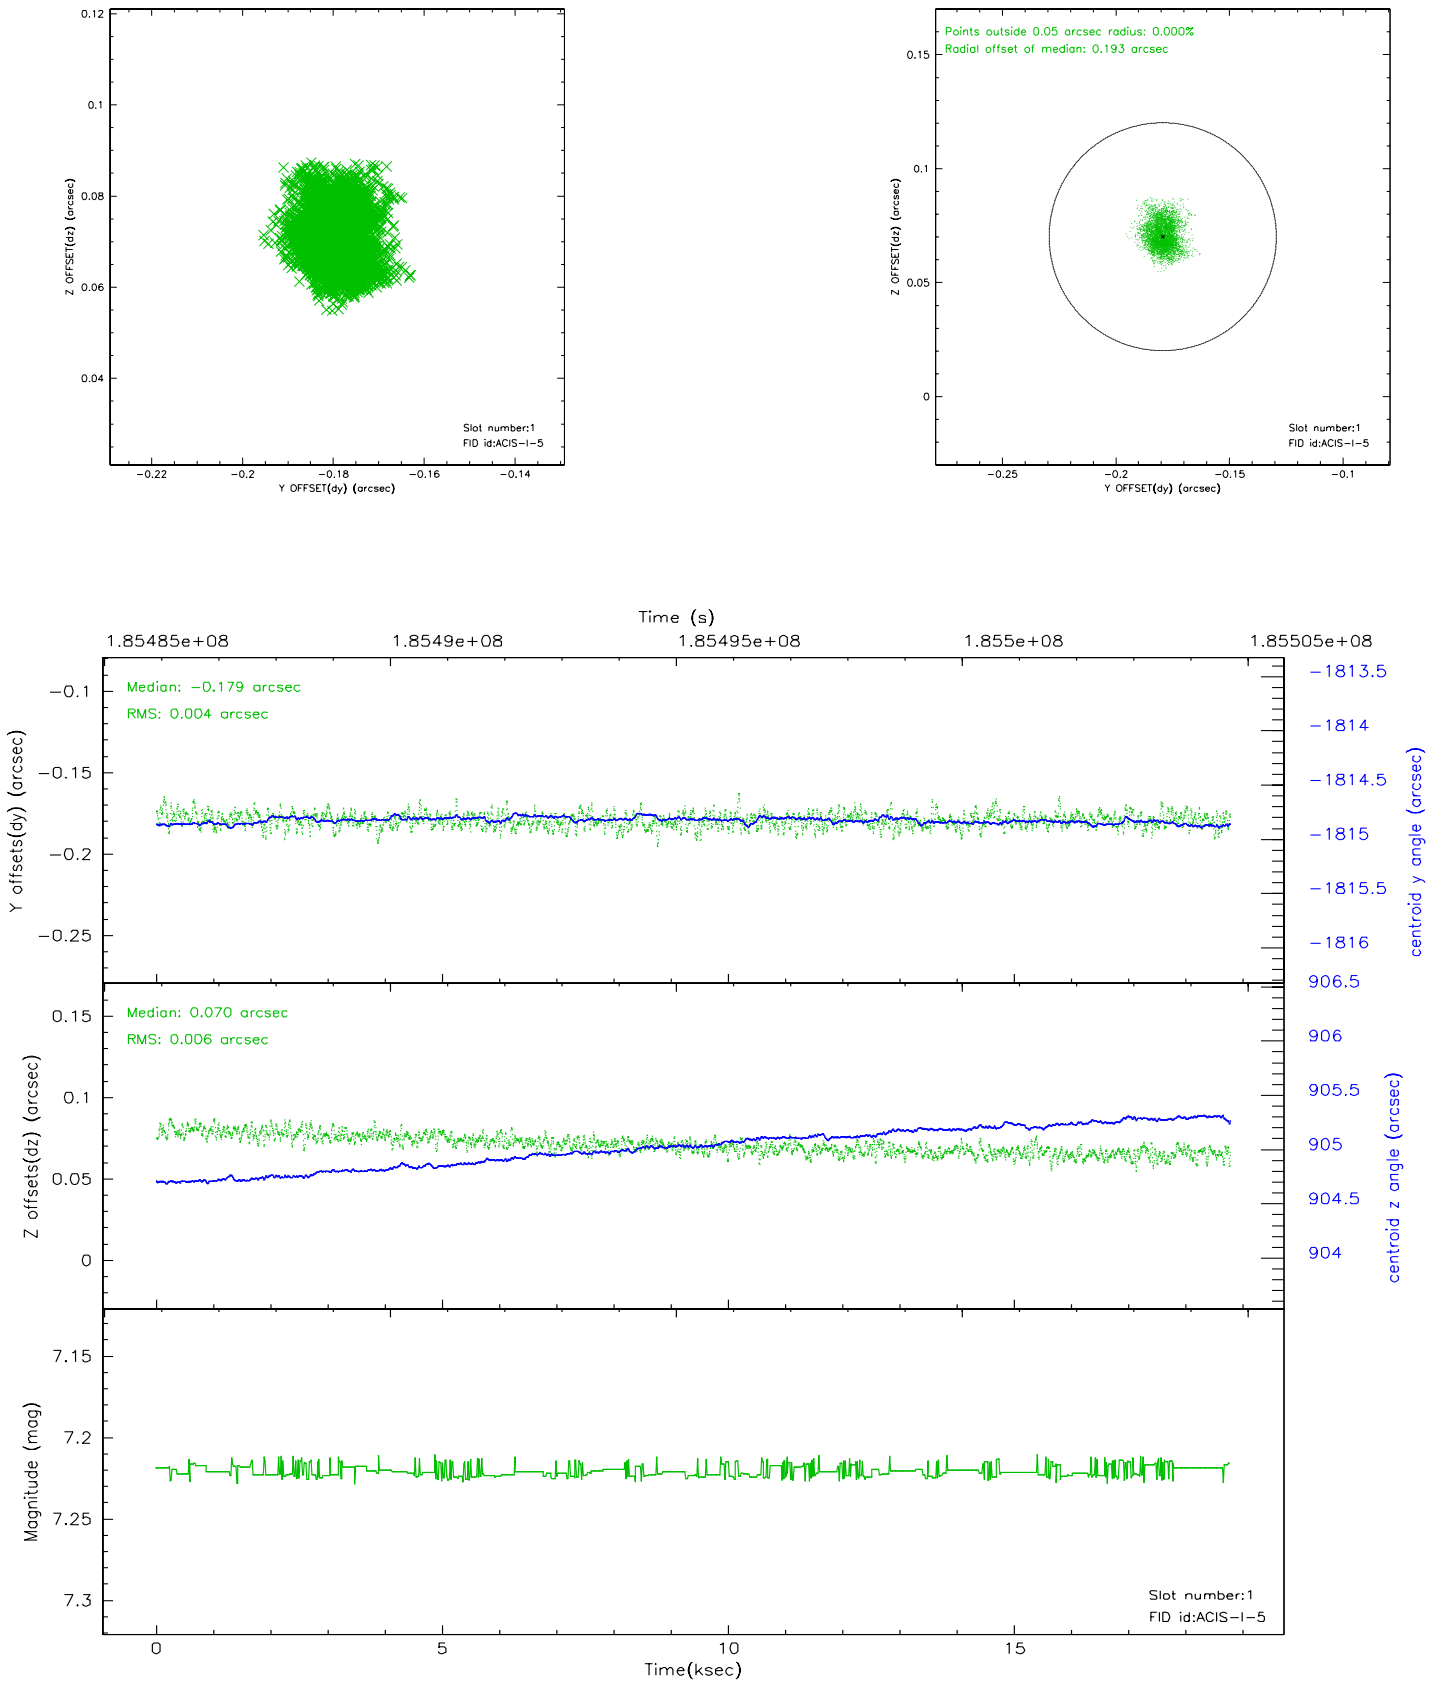 0.12
0.1
0.08
0.06
0.04
Z OFFSET(dz) (arcsec)
Slot number:1
FID id:ACIS-I-5
-0.22
-0.2
-0.18
-0.16
-0.14
Y OFFSET(dy) (arcsec)
Points outside 0.05 arcsec radius: 0.000%
Radial offset of median: 0.193 arcsec
0.15
0.1
0.05
0
Z OFFSET(dz) (arcsec)
Slot number:1
FID id:ACIS-I-5
-0.25
-0.2
-0.15
-0.1
Y OFFSET(dy) (arcsec)
Time (s)
1.85485e+08
1.8549e+08
1.85495e+08
1.855e+08
1.85505e+08
Median: -0.179 arcsec
RMS: 0.004 arcsec
-0.1
-0.15
-0.2
-0.25
Y offsets(dy) (arcsec)
-1813.5
-1814
-1814.5
-1815
-1815.5
-1816
centroid y angle (arcsec)
Median: 0.070 arcsec
RMS: 0.006 arcsec
0.15
0.1
0.05
0
Z offsets(dz) (arcsec)
906.5
906
905.5
905
904.5
904
centroid z angle (arcsec)
7.15
7.2
7.25
7.3
Magnitude (mag)
Slot number:1
FID id:ACIS-I-5
0
5
10
15
Time(ksec)